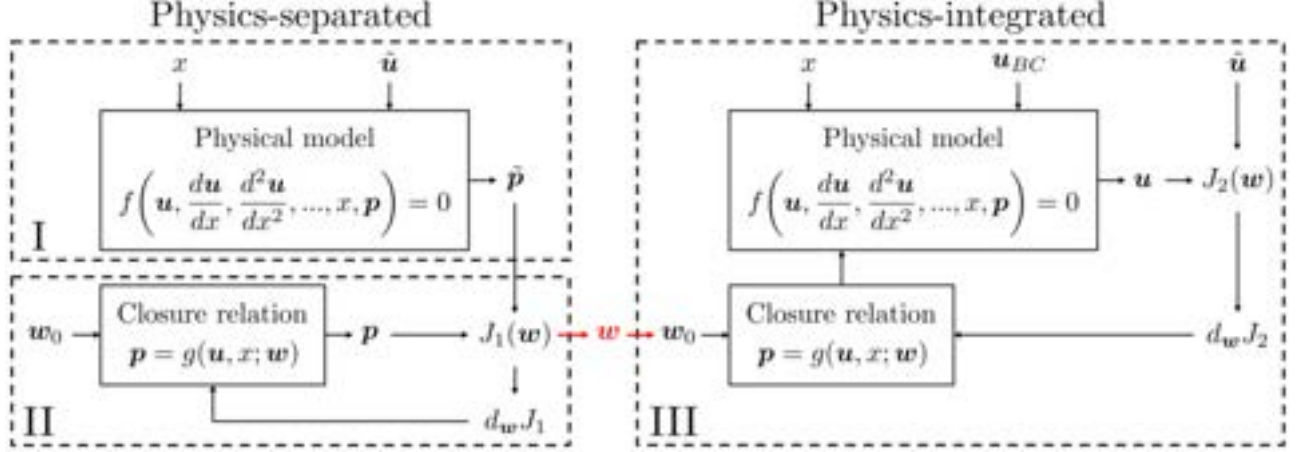 Physics-separated
x ũ
Physical model
f(u, du/dx, d²u/dx², ..., x, p) = 0
p̃
I
w₀
Closure relation
p = g(u, x; w)
p
J₁(w)
d_w J₁
II
w
Physics-integrated
x u_BC ũ
Physical model
f(u, du/dx, d²u/dx², ..., x, p) = 0
u
J₂(w)
w₀
Closure relation
p = g(u, x; w)
d_w J₂
III